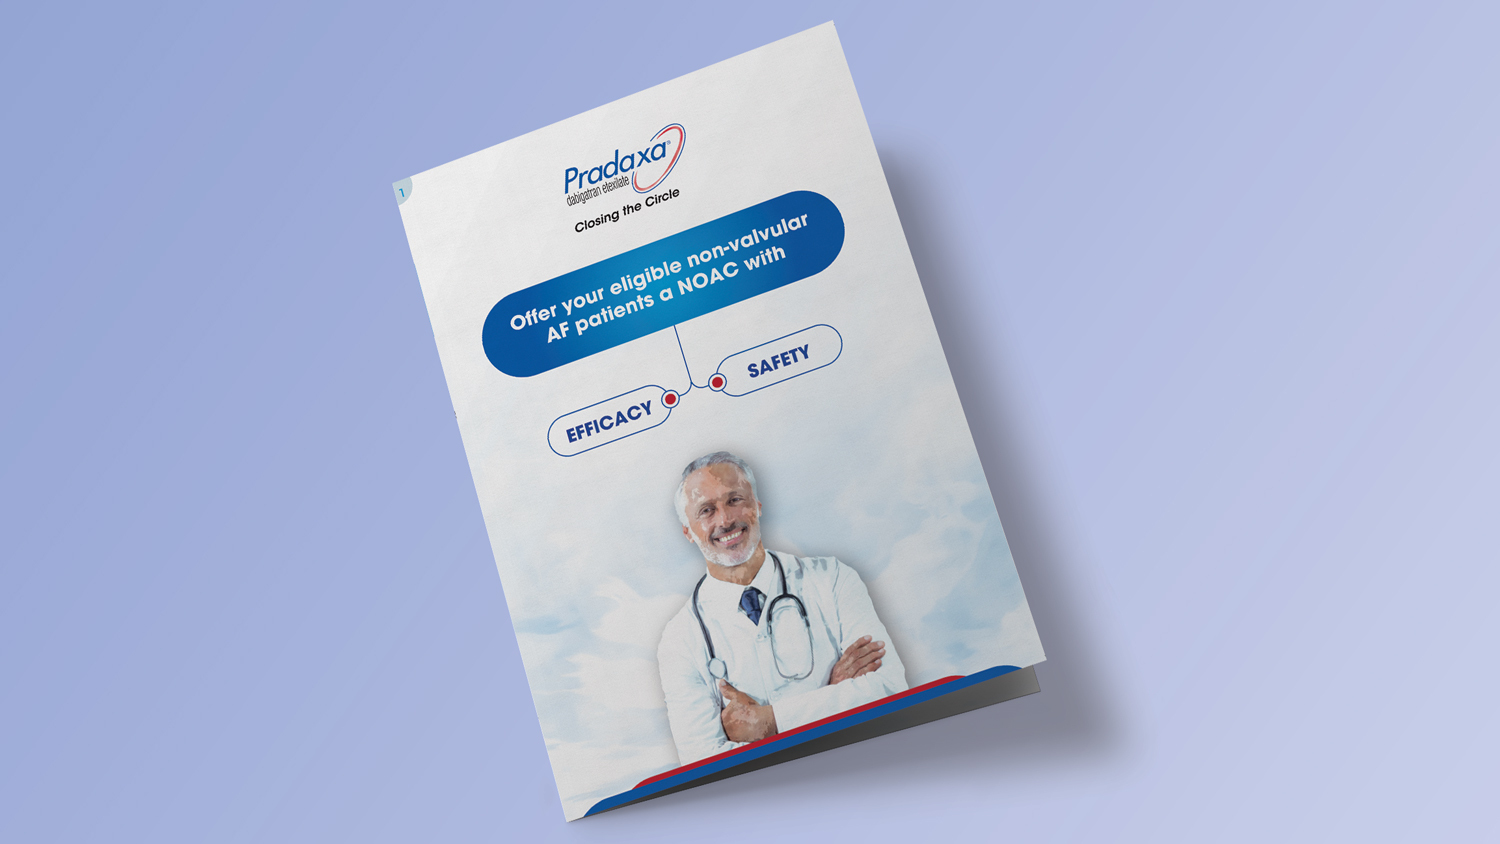 1
Pradaxa®
dabigatran etexilate
Closing the Circle
Offer your eligible non-valvular
AF patients a NOAC with
EFFICACY
SAFETY